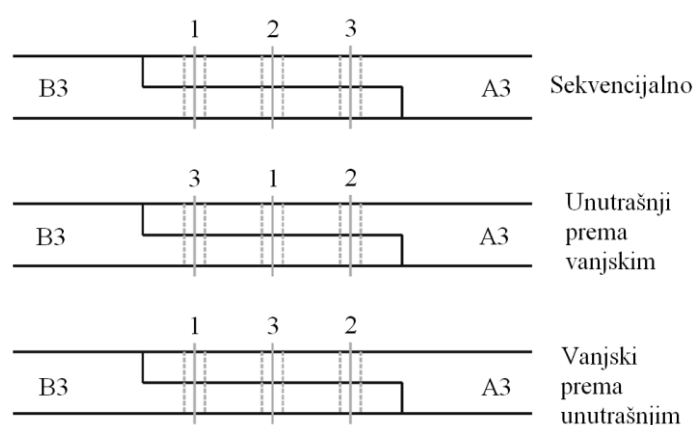 1 2 3
B3 A3 Sekvencijalno
3 1 2
B3 A3 Unutrašnji
prema
vanjskim
1 3 2
B3 A3 Vanjski
prema
unutrašnjim